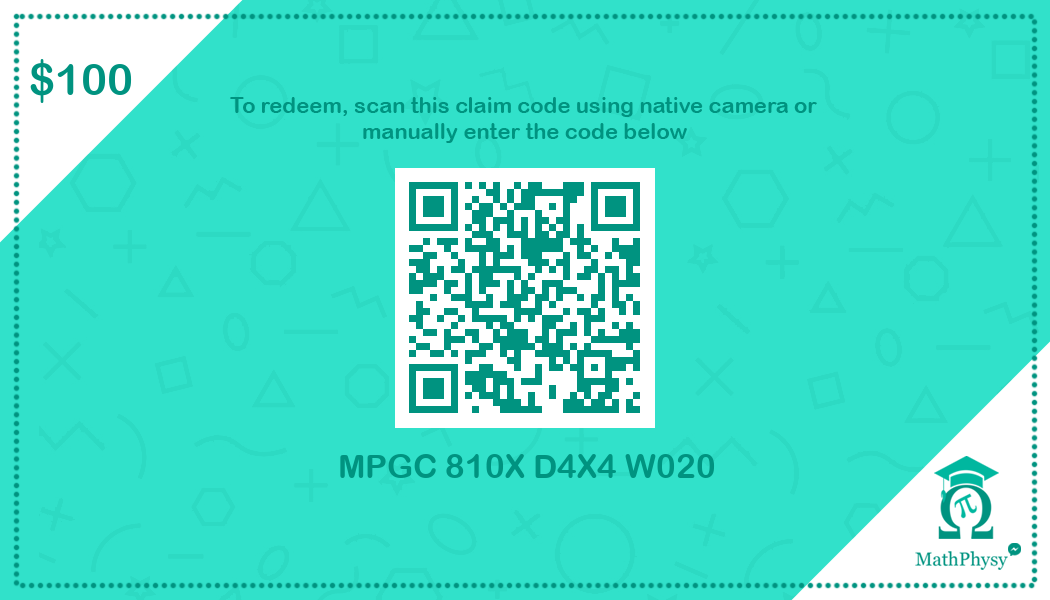 $100
To redeem, scan this claim code using native camera or
manually enter the code below
MPGC 810X D4X4 W020
π
Ω
MathPhysy